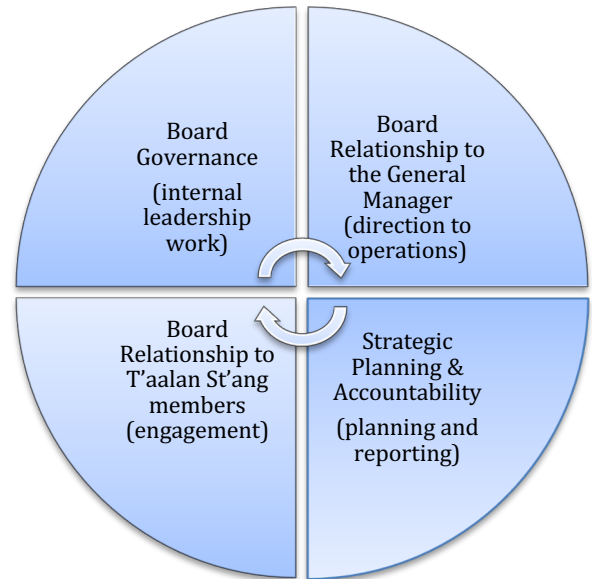 Board
Governance
(internal
leadership
work)
Board
Relationship to
the General
Manager
(direction to
operations)
Board
Relationship to
T’aalan St’ang
members
(engagement)
Strategic
Planning &
Accountability
(planning and
reporting)